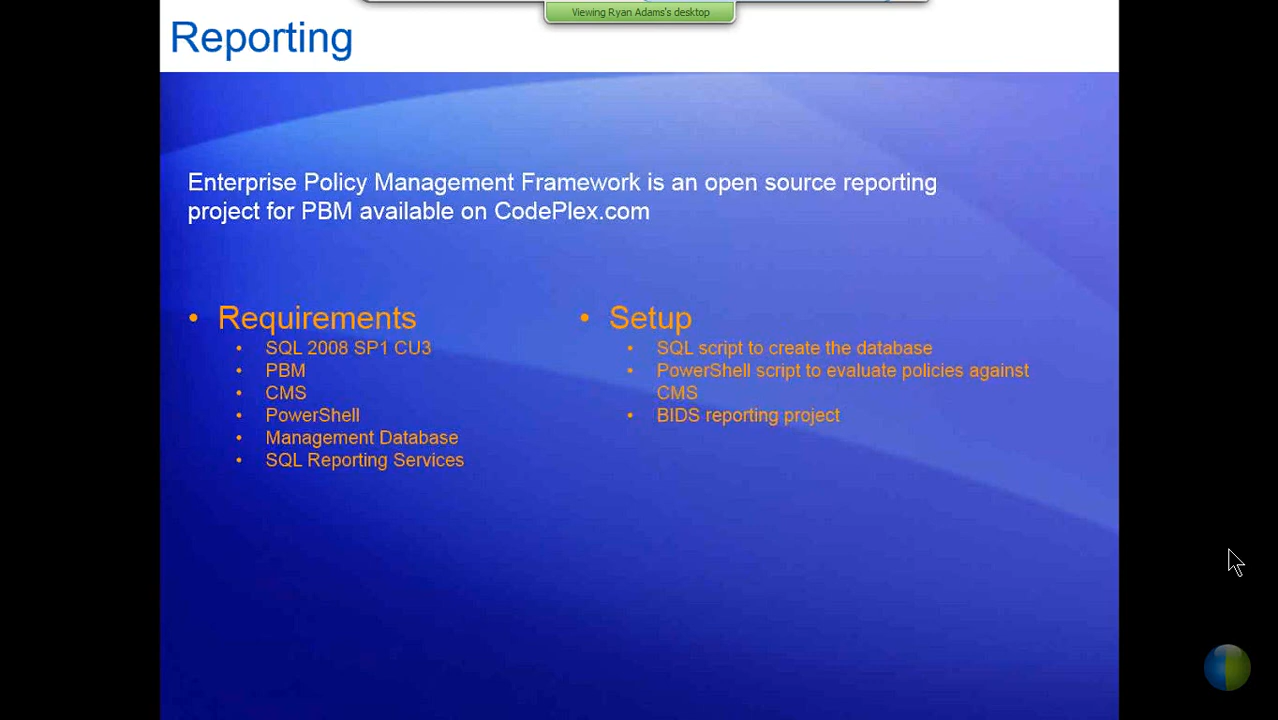 Viewing Ryan Adams's desktop
Reporting
Enterprise Policy Management Framework is an open source reporting
project for PBM available on CodePlex.com
• Requirements
• SQL 2008 SP1 CU3
• PBM
• CMS
• PowerShell
• Management Database
• SQL Reporting Services
• Setup
• SQL script to create the database
• PowerShell script to evaluate policies against
CMS
• BIDS reporting project